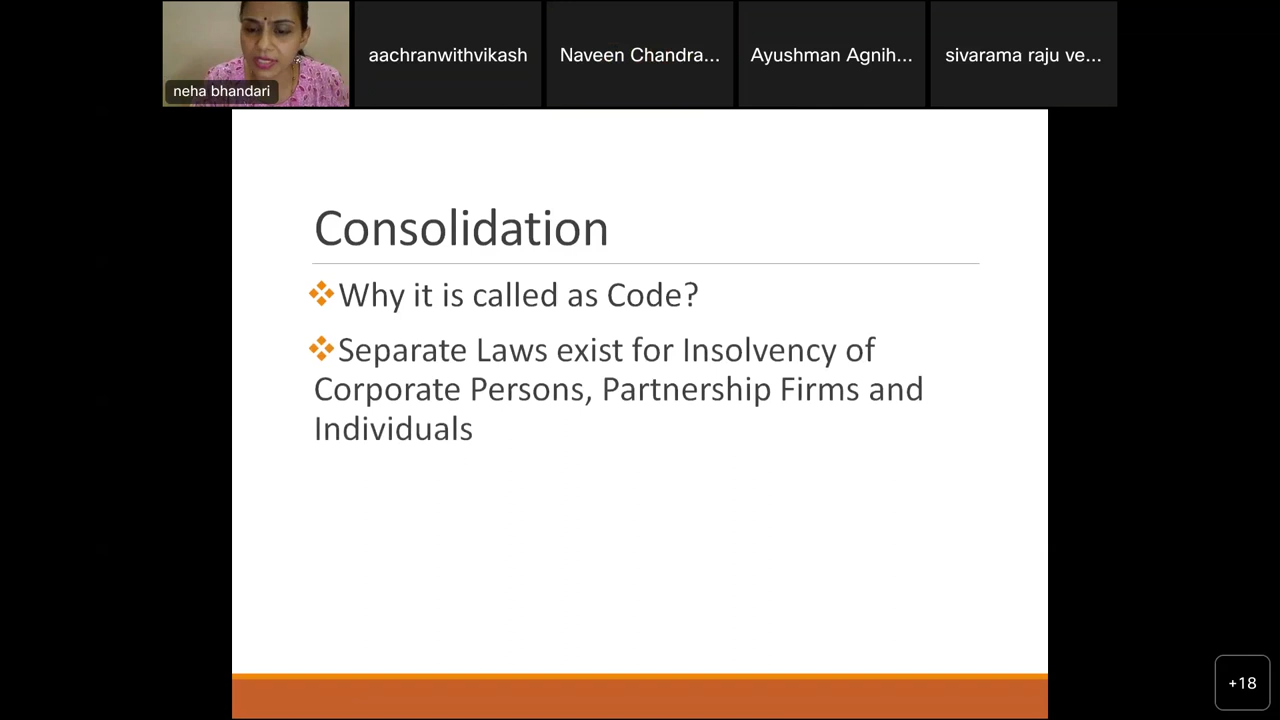 neha bhandari
aachranwithvikash
Naveen Chandra...
Ayushman Agnih...
sivarama raju ve...
Consolidation
❖Why it is called as Code?
❖Separate Laws exist for Insolvency of
Corporate Persons, Partnership Firms and
Individuals
+18